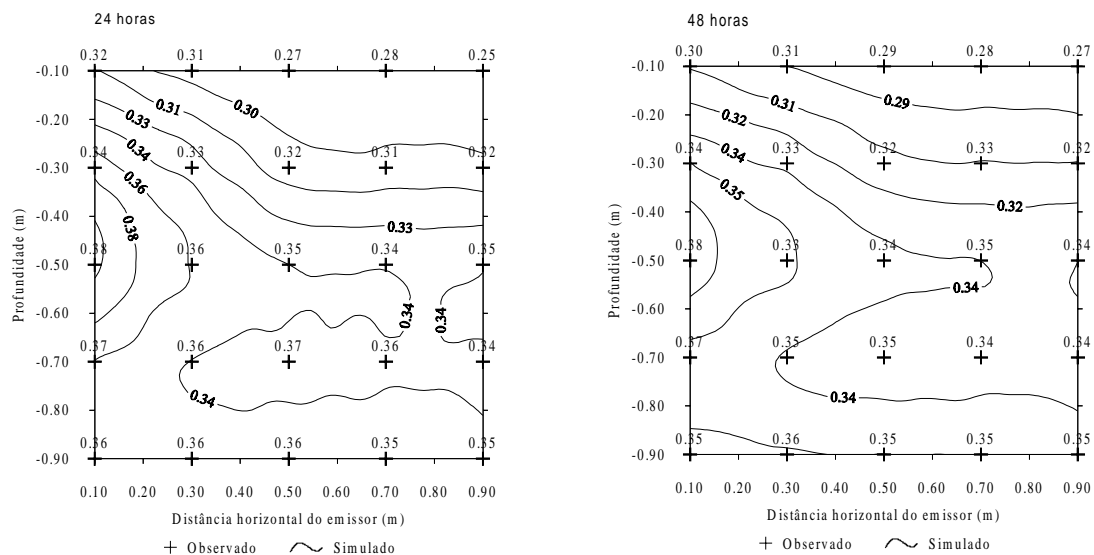 24 horas
0.32 0.31 0.27 0.28 0.25
-0.10
0.30
0.31
-0.20
0.33
0.34
0.34 0.33 0.32 0.31 0.32
-0.30
0.36
-0.40
0.38
0.33
0.38 0.36 0.35 0.34 0.35
-0.50
-0.60
0.34 0.34
0.37 0.36 0.37 0.36 0.34
-0.70
0.34
-0.80
0.36 0.36 0.36 0.35 0.35
-0.90
0.10 0.20 0.30 0.40 0.50 0.60 0.70 0.80 0.90
Profundidade (m)
Distância horizontal do emissor (m)
Observado Simulado
48 horas
0.30 0.31 0.29 0.28 0.27
-0.10
0.29
0.31
-0.20
0.32
0.34
0.34 0.33 0.32 0.33 0.32
-0.30
0.35
-0.40
0.32
0.38 0.33 0.34 0.35 0.34
-0.50
0.34
-0.60
0.37 0.35 0.35 0.34 0.34
-0.70
0.34
-0.80
0.35 0.36 0.35 0.35 0.35
-0.90
0.10 0.20 0.30 0.40 0.50 0.60 0.70 0.80 0.90
Profundidade (m)
Distância horizontal do emissor (m)
Observado Simulado